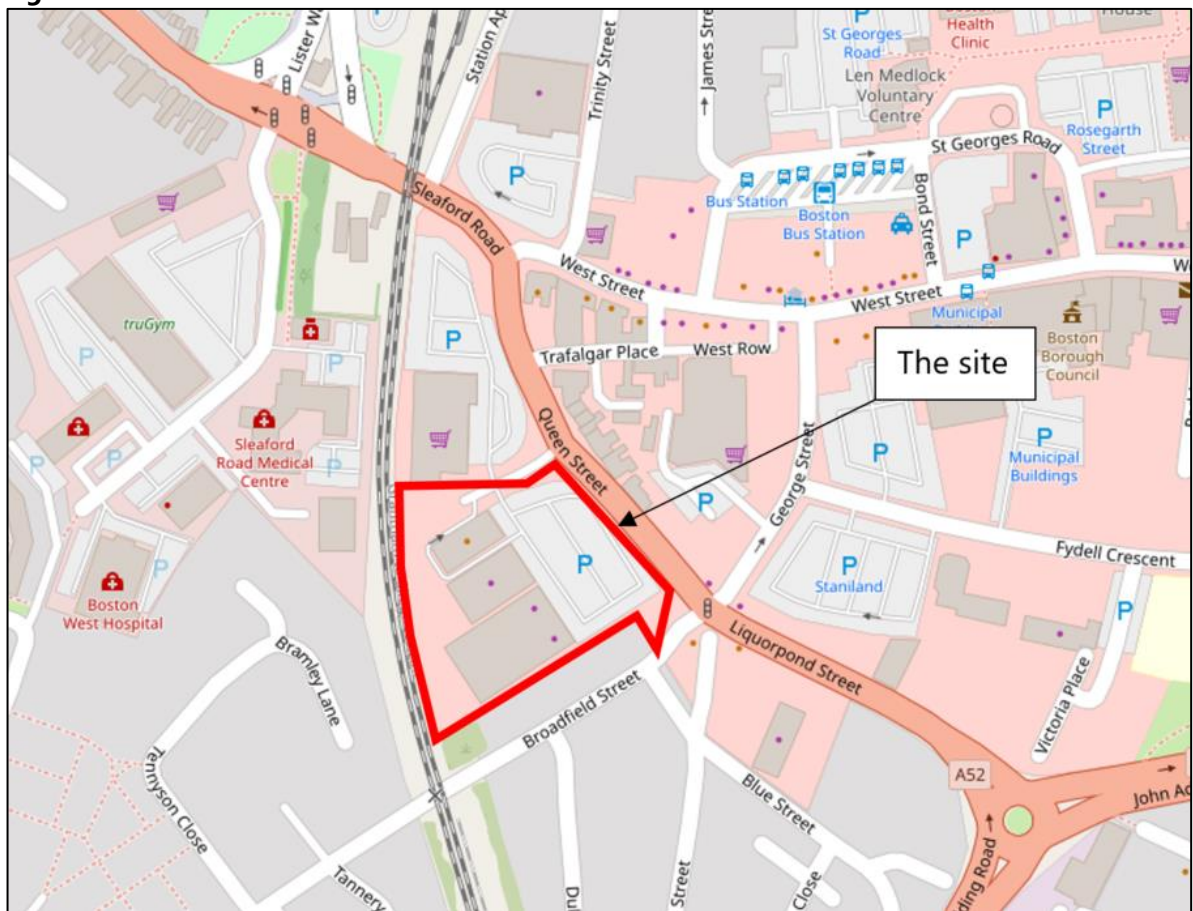 Lister W
Station Ap
Trinity Street
James Stre
St Georges
Road
Health
Clinic
House
Len Medlock
Voluntary
Centre
P
P
Rosegarth
Street
St Georges Road
Bus Station
Boston
Bus Station
Bond Street
P
P
Sleaford Road
West Street
West Street
W
Municipal
Boston
Borough
Council
truGym
P
P
Trafalgar Place
West Row
The site
Sleaford
Road Medical
Centre
P
P
P
Queen Street
George Street
P
P
Municipal
Buildings
P
P
P
P
Fydell Crescent
Boston
West Hospital
P
Staniland
P
Bramley Lane
Liquorpond Street
Victoria Place
Broadfield Street
Tennyson Close
Blue Street
A52
John Ad
Tannery
Street
Close
ding Road